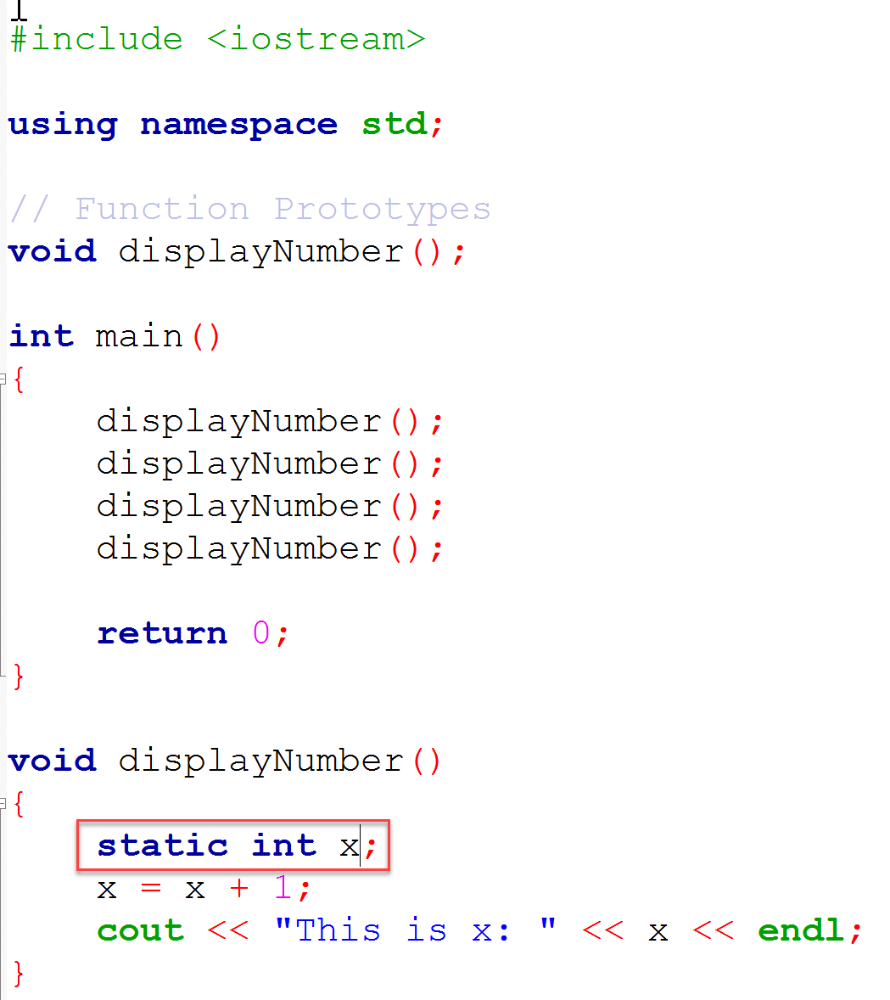 #include <iostream>
using namespace std;
// Function Prototypes
void displayNumber();
int main()
{
displayNumber();
displayNumber();
displayNumber();
displayNumber();
return 0;
}
void displayNumber()
{
static int x;
x = x + 1;
cout << "This is x: " << x << endl;
}